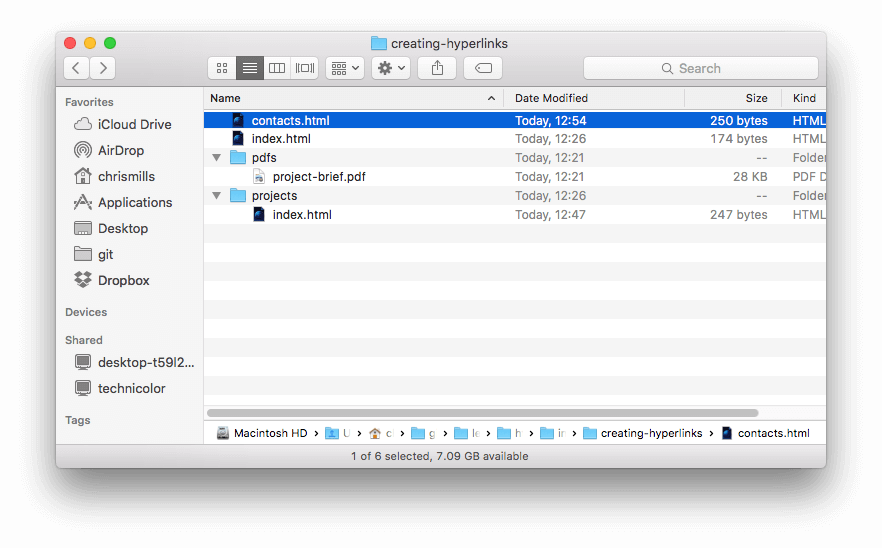 creating-hyperlinks
Search
Favorites
iCloud Drive
AirDrop
chrismills
Applications
Desktop
git
Dropbox
Devices
Shared
desktop-t59l2...
technicolor
Tags
Name Date Modified Size Kind
contacts.html Today, 12:54 250 bytes HTML
index.html Today, 12:26 174 bytes HTML
pdfs Today, 12:21 -- Folder
project-brief.pdf Today, 12:21 28 KB PDF D
projects Today, 12:26 -- Folder
index.html Today, 12:47 247 bytes HTML
Macintosh HD › U › c › g › le › h › in › creating-hyperlinks › contacts.html
1 of 6 selected, 7.09 GB available